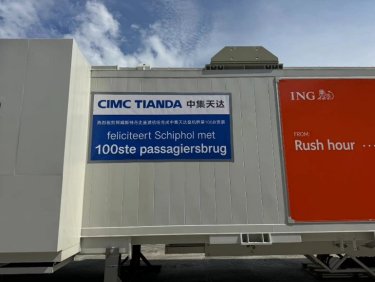 CIMC TIANDA 中集天达
feliciteert Schiphol met
100ste passagiersbrug
ING
FROM:
Rush hour